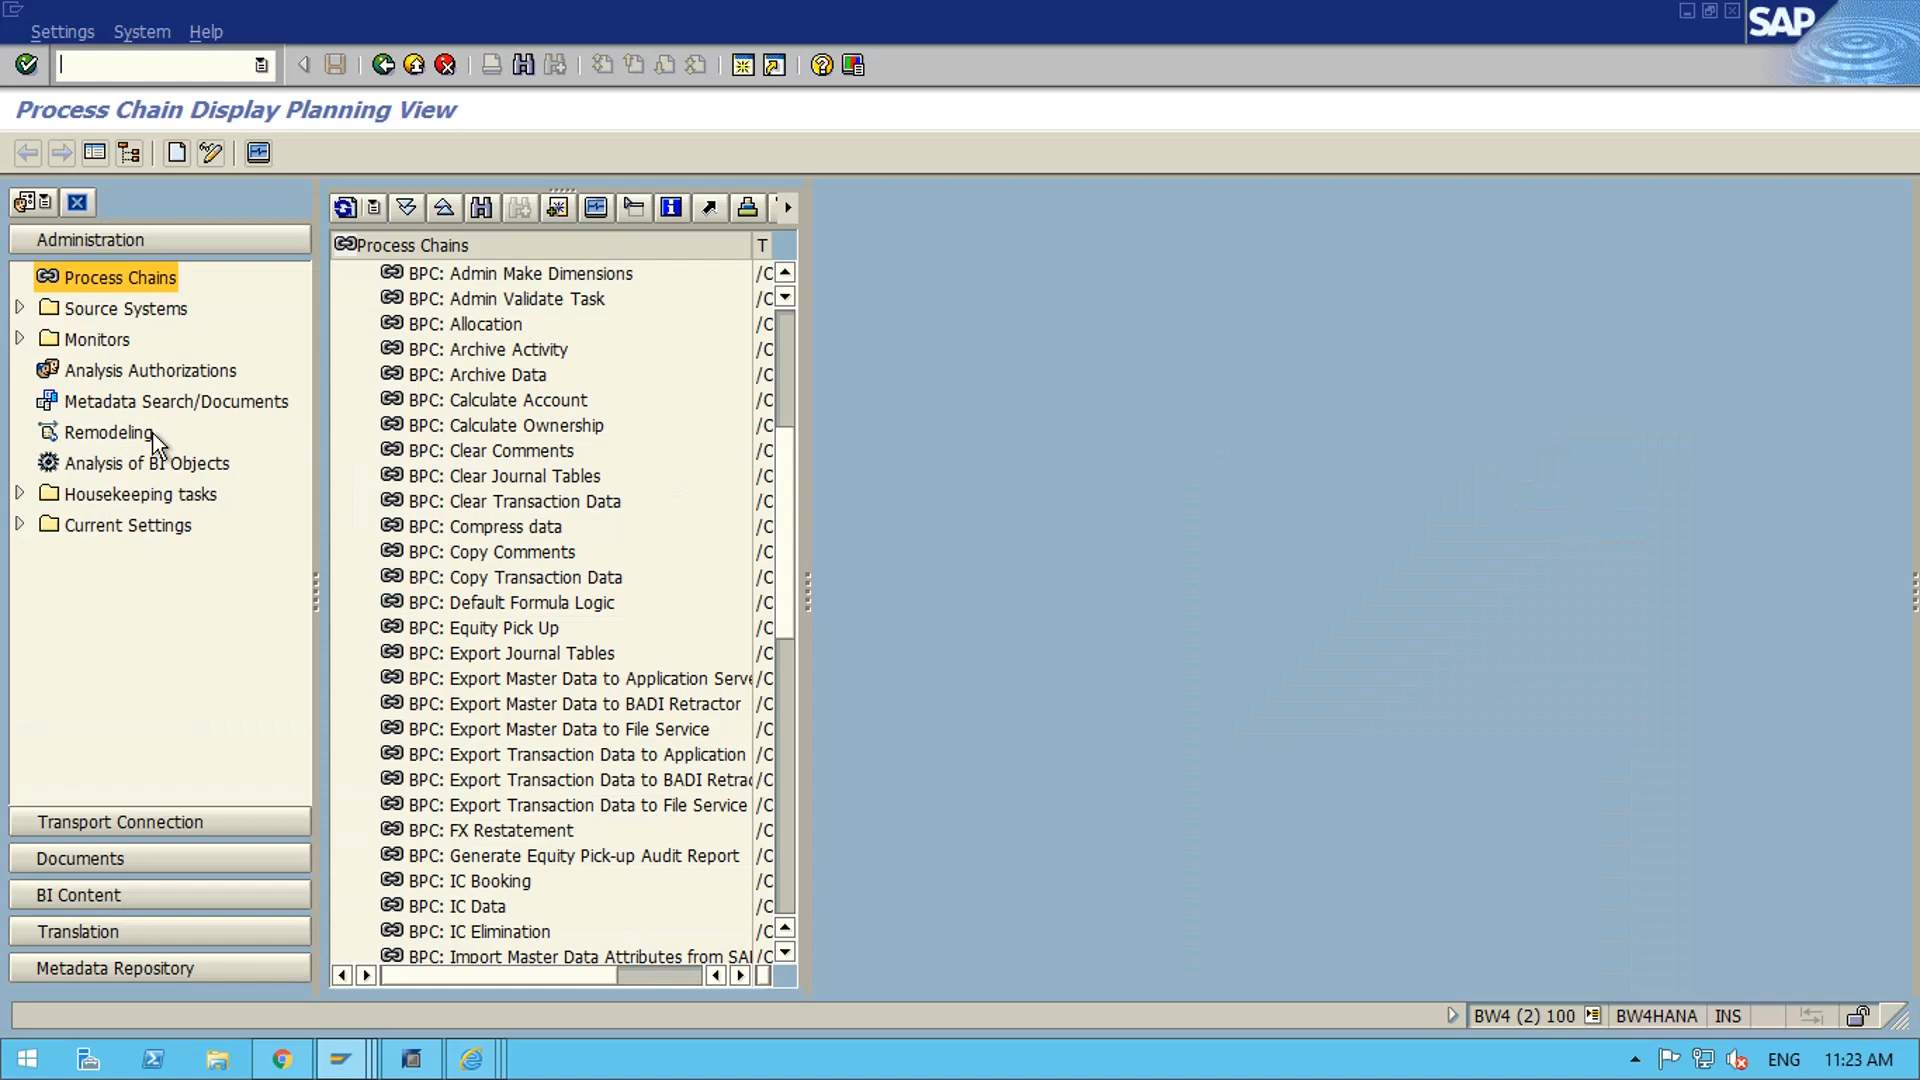 Settings System Help
SAP
Process Chain Display Planning View
Administration
Process Chains
Source Systems
Monitors
Analysis Authorizations
Metadata Search/Documents
Remodeling
Analysis of BI Objects
Housekeeping tasks
Current Settings
Transport Connection
Documents
BI Content
Translation
Metadata Repository
Process Chains T
BPC: Admin Make Dimensions /C
BPC: Admin Validate Task /C
BPC: Allocation /C
BPC: Archive Activity /C
BPC: Archive Data /C
BPC: Calculate Account /C
BPC: Calculate Ownership /C
BPC: Clear Comments /C
BPC: Clear Journal Tables /C
BPC: Clear Transaction Data /C
BPC: Compress data /C
BPC: Copy Comments /C
BPC: Copy Transaction Data /C
BPC: Default Formula Logic /C
BPC: Equity Pick Up /C
BPC: Export Journal Tables /C
BPC: Export Master Data to Application Serve /C
BPC: Export Master Data to BADI Retractor /C
BPC: Export Master Data to File Service /C
BPC: Export Transaction Data to Application /C
BPC: Export Transaction Data to BADI Retrac /C
BPC: Export Transaction Data to File Service /C
BPC: FX Restatement /C
BPC: Generate Equity Pick-up Audit Report /C
BPC: IC Booking /C
BPC: IC Data /C
BPC: IC Elimination /C
BPC: Import Master Data Attributes from SAI /C
BW4 (2) 100 BW4HANA INS
ENG 11:23 AM